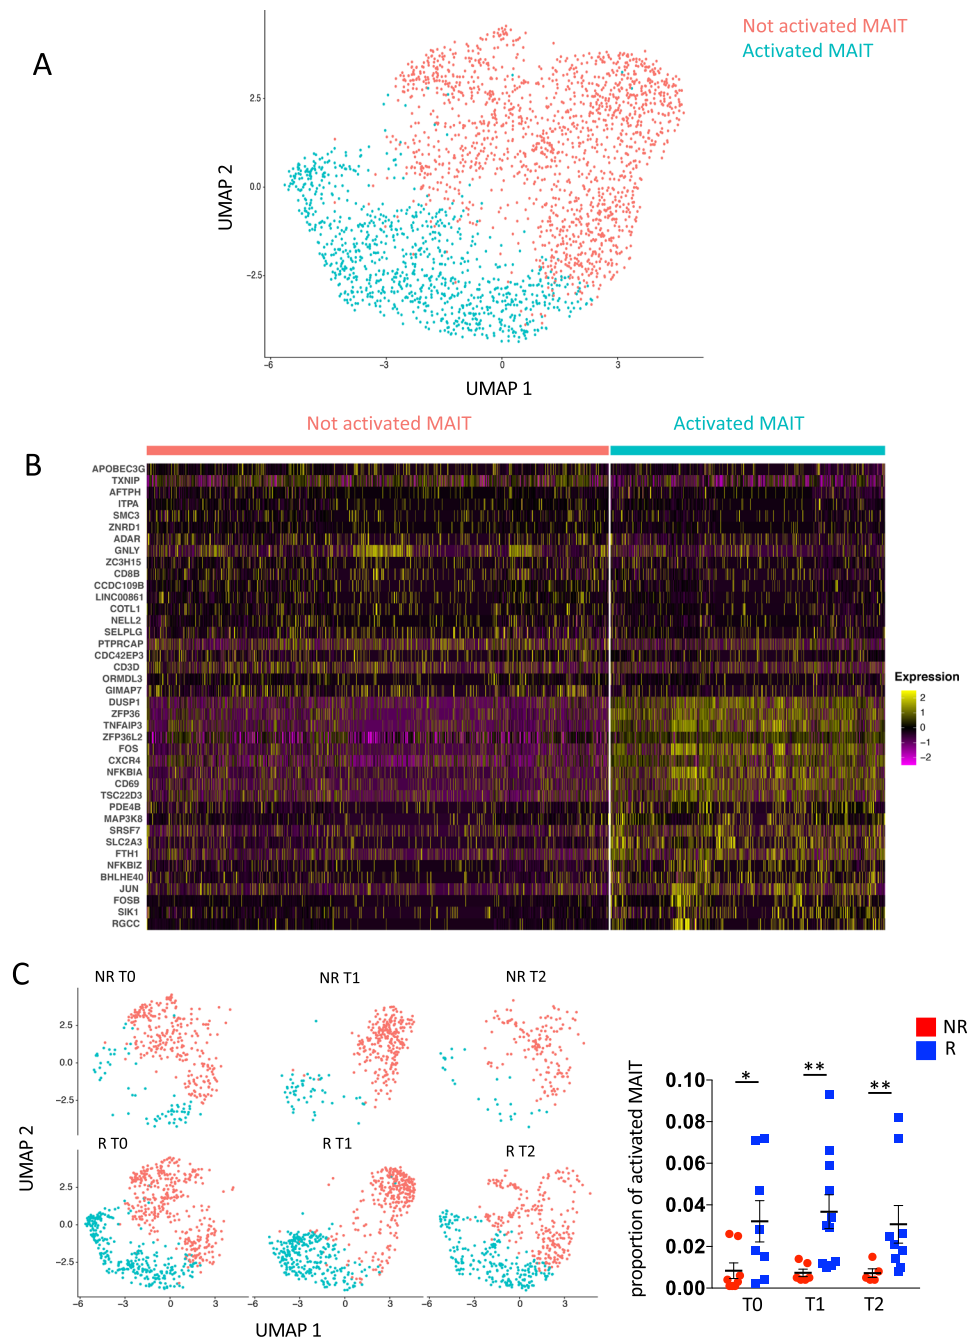 A
Not activated MAIT
Activated MAIT
UMAP 2
2.5
0.0
−2.5
−6
−3
0
3
UMAP 1
B
Not activated MAIT
Activated MAIT
APOBEC3G
TXNIP
AFTPH
ITPA
SMC3
ZNRD1
ADAR
GNLY
ZC3H15
CD8B
CCDC109B
LINC00861
COTL1
NELL2
SELPLG
PTPRCAP
CDC42EP3
CD3D
ORMDL3
GIMAP7
DUSP1
ZFP36
TNFAIP3
ZFP36L2
FOS
CXCR4
NFKBIA
CD69
TSC22D3
PDE4B
MAP3K8
SRSF7
SLC2A3
FTH1
NFKBIZ
BHLHE40
JUN
FOSB
SIK1
RGCC
Expression
2
1
0
−1
−2
C
NR T0
NR T1
NR T2
2.5
0.0
−2.5
R T0
R T1
R T2
2.5
0.0
−2.5
−6
−3
0
3
−6
−3
0
3
−6
−3
0
3
UMAP 2
UMAP 1
NR
R
proportion of activated MAIT
0.10
0.08
0.06
0.04
0.02
0.00
*
**
**
T0
T1
T2